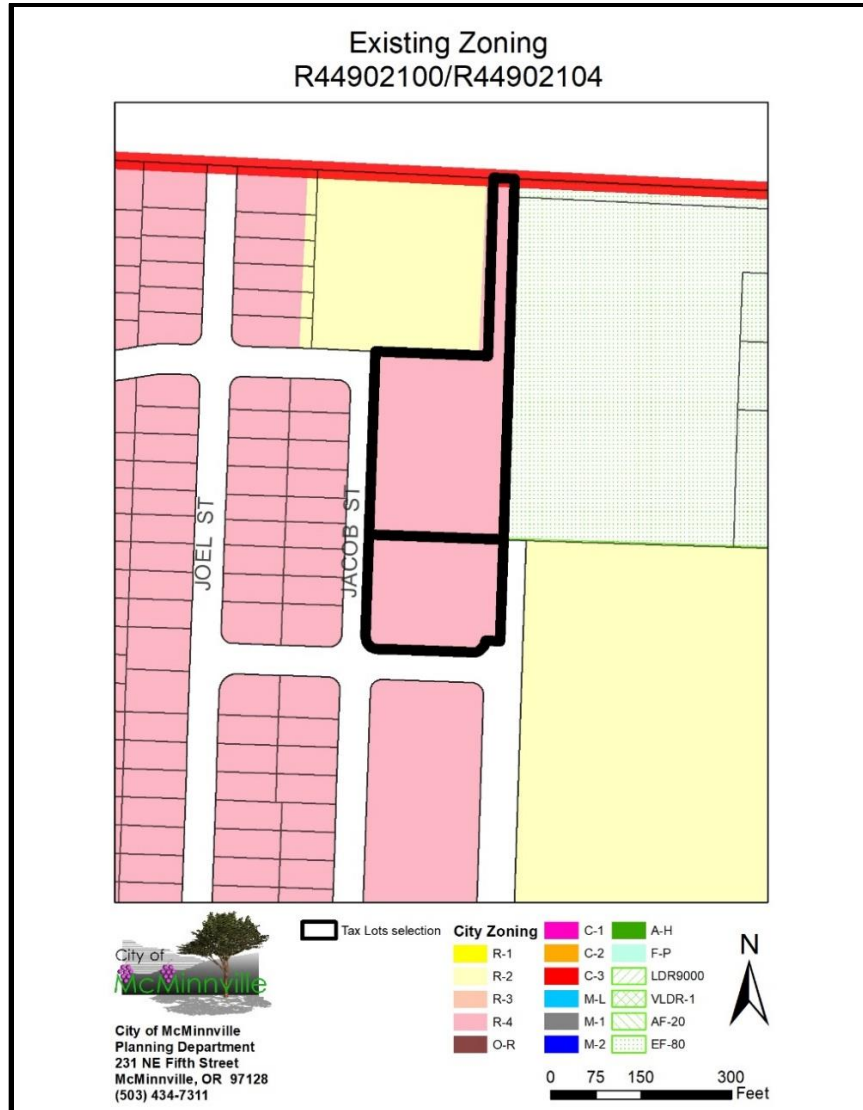 Existing Zoning
R44902100/R44902104
JOEL ST
JACOB ST
City of
McMinnville
City of McMinnville
Planning Department
231 NE Fifth Street
McMinnville, OR 97128
(503) 434-7311
Tax Lots selection
City Zoning
R-1
R-2
R-3
R-4
O-R
C-1
C-2
C-3
M-L
M-1
M-2
A-H
F-P
LDR9000
VLDR-1
AF-20
EF-80
N
0 75 150 300
Feet